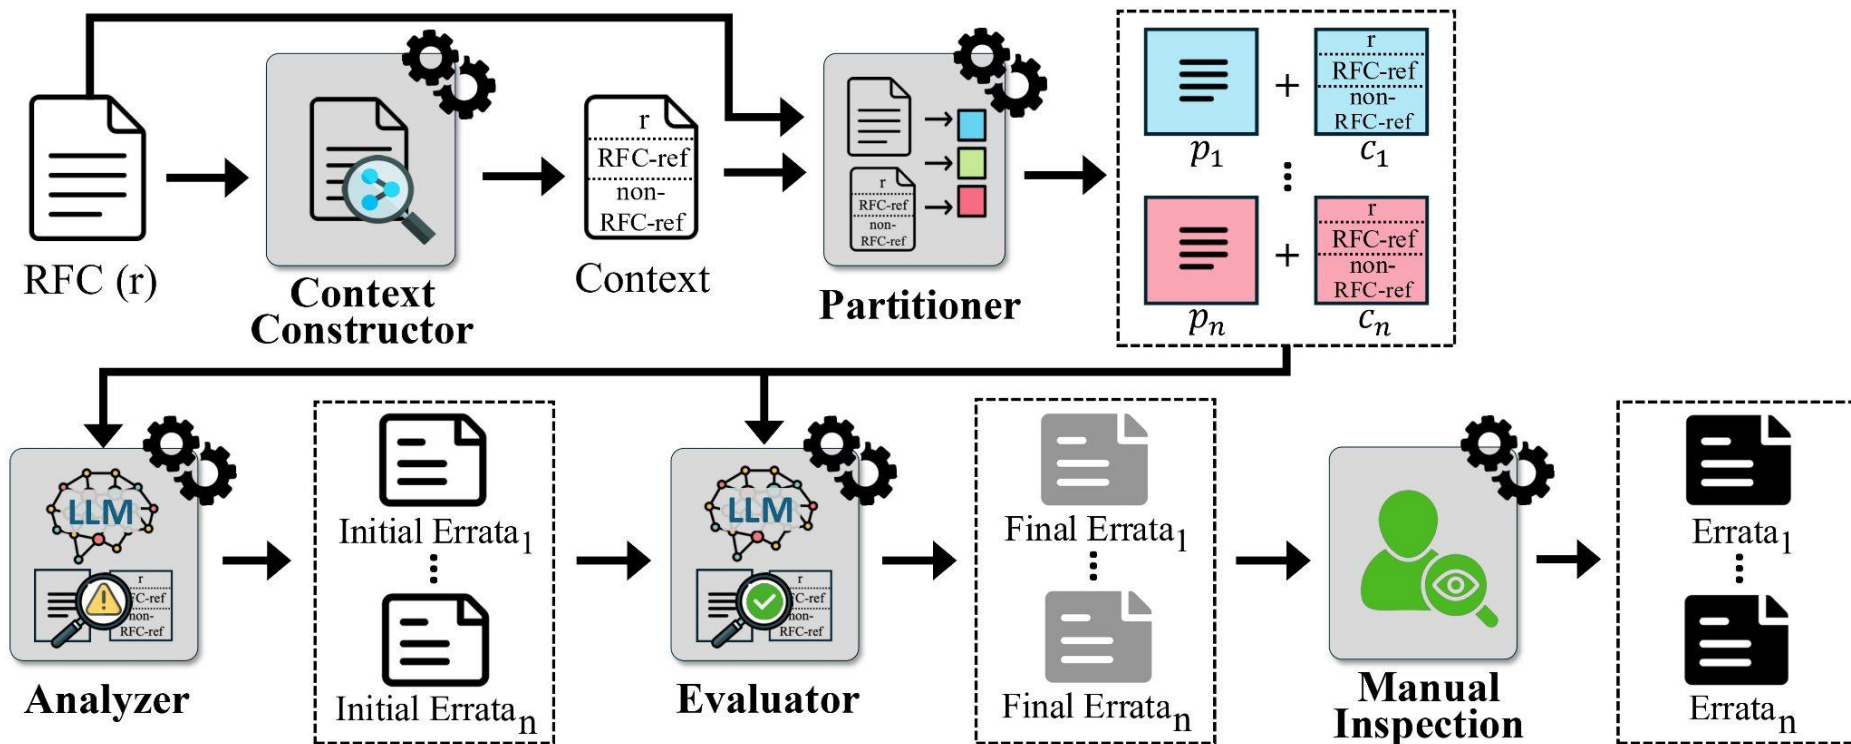 RFC (r)
Context
Constructor
r
RFC-ref
non-
RFC-ref
Context
r
RFC-ref
non-
RFC-ref
Partitioner
+
r
RFC-ref
non-
RFC-ref
p1
c1
+
r
RFC-ref
non-
RFC-ref
pn
cn
LLM
r
FC-ref
non-
RFC-ref
Analyzer
Initial Errata1
Initial Erratan
LLM
r
FC-ref
non-
RFC-ref
Evaluator
Final Errata1
Final Erratan
Manual
Inspection
Errata1
Erratan